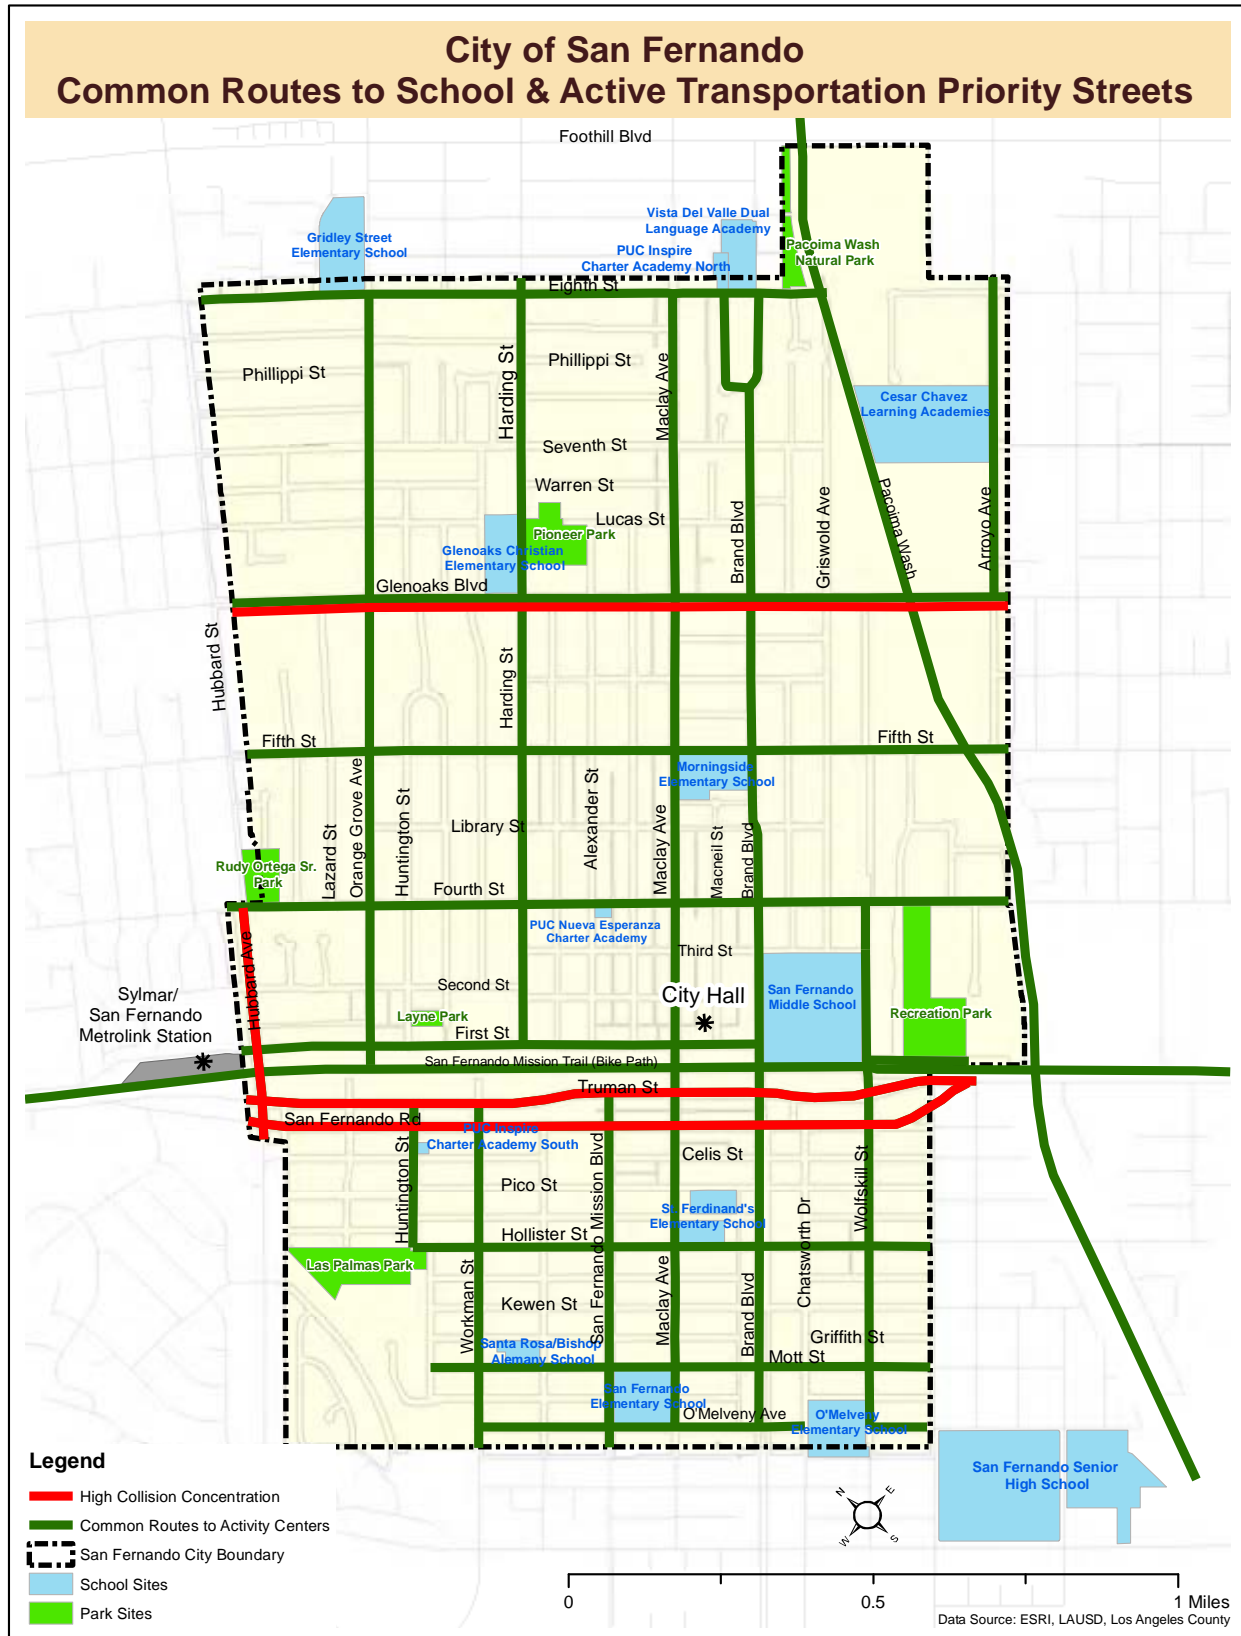 City of San Fernando
Common Routes to School & Active Transportation Priority Streets
Foothill Blvd
Vista Del Valle Dual
Language Academy
Gridley Street
Elementary School
PUC Inspire
Charter Academy North
Pacoima Wash
Natural Park
Eighth St
Phillippi St
Phillippi St
Harding St
Maclay Ave
Cesar Chavez
Learning Academies
Seventh St
Warren St
Lucas St
Pioneer Park
Glenoaks Christian
Elementary School
Glenoaks Blvd
Brand Blvd
Griswold Ave
Pacoima Wash
Arroyo Ave
Hubbard St
Harding St
Fifth St
Fifth St
Morningside
Elementary School
Lazard St
Orange Grove Ave
Huntington St
Library St
Alexander St
Maclay Ave
Macneil St
Brand Blvd
Rudy Ortega Sr.
Park
Fourth St
PUC Nueva Esperanza
Charter Academy
Third St
Hubbard Ave
Second St
City Hall
San Fernando
Middle School
Recreation Park
Sylmar/
San Fernando
Metrolink Station
Layne Park
First St
San Fernando Mission Trail (Bike Path)
Truman St
San Fernando Rd
PUC Inspire
Charter Academy South
Huntington St
San Fernando Mission Blvd
Celis St
Wolfskill St
Pico St
St. Ferdinand's
Elementary School
Chatsworth Dr
Hollister St
Las Palmas Park
Workman St
Maclay Ave
Brand Blvd
Kewen St
Griffith St
Santa Rosa/Bishop
Alemany School
Mott St
San Fernando
Elementary School
O'Melveny Ave
O'Melveny
Elementary School
San Fernando Senior
High School
Legend
High Collision Concentration
Common Routes to Activity Centers
San Fernando City Boundary
School Sites
Park Sites
N
E
W
S
0
0.5
1 Miles
Data Source: ESRI, LAUSD, Los Angeles County